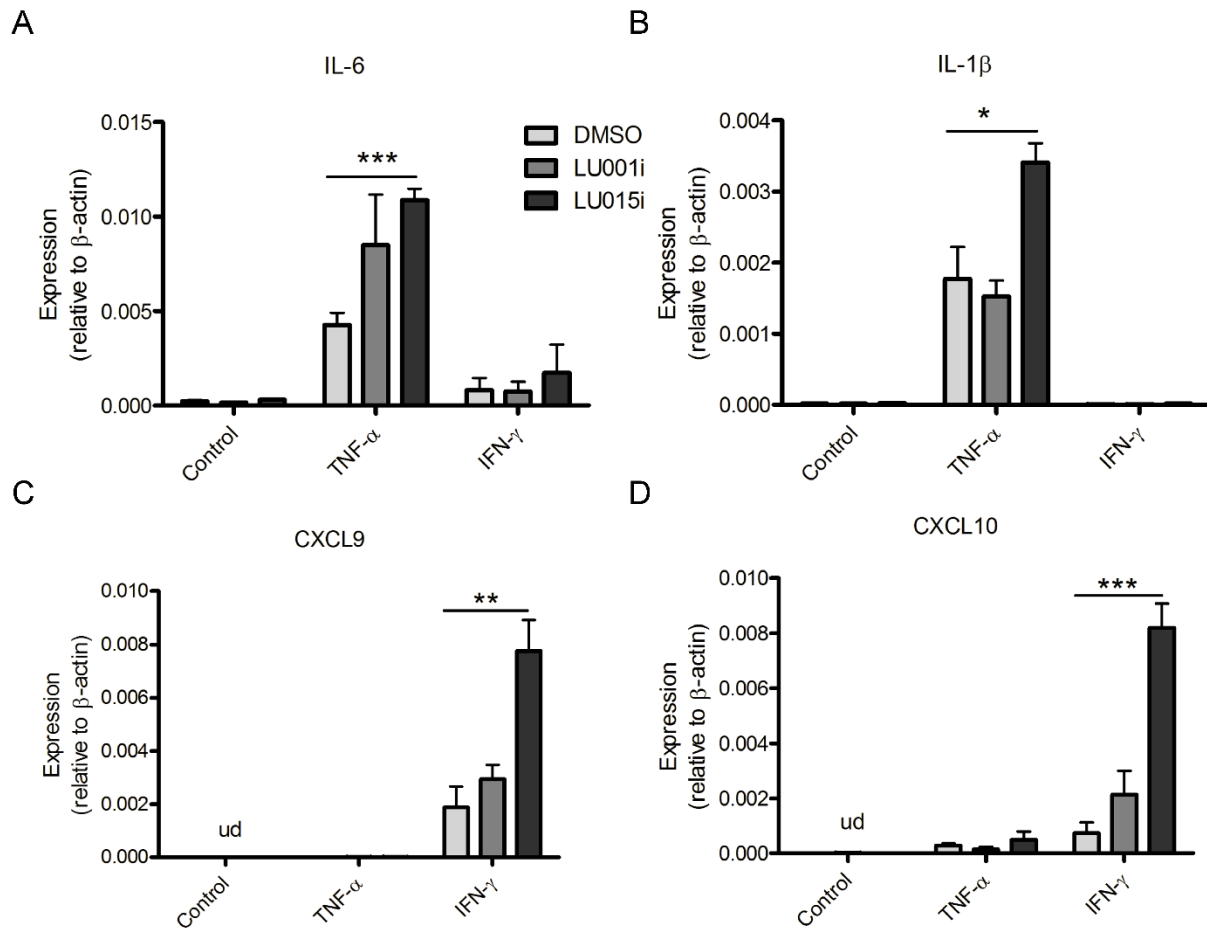 A
IL-6
Expression
(relative to β-actin)
0.015
0.010
0.005
0.000
***
DMSO
LU001i
LU015i
Control
TNF-α
IFN-γ
B
IL-1β
Expression
(relative to β-actin)
0.004
0.003
0.002
0.001
0.000
*
Control
TNF-α
IFN-γ
C
CXCL9
Expression
(relative to β-actin)
0.010
0.008
0.006
0.004
0.002
0.000
ud
**
Control
TNF-α
IFN-γ
D
CXCL10
Expression
(relative to β-actin)
0.010
0.008
0.006
0.004
0.002
0.000
ud
***
Control
TNF-α
IFN-γ